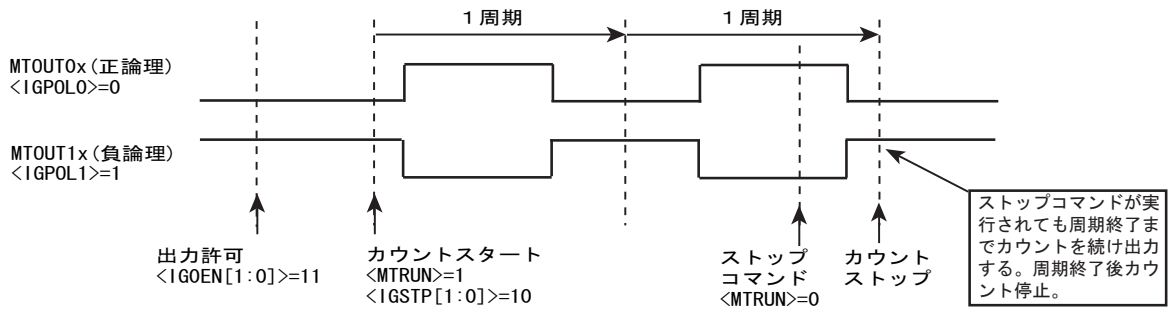 １周期
１周期
MTOUT0x(正論理)
<IGPOL0>=0
MTOUT1x(負論理)
<IGPOL1>=1
出力許可
<IGOEN[1:0]>=11
カウントスタート
<MTRUN>=1
<IGSTP[1:0]>=10
ストップ
コマンド
<MTRUN>=0
カウント
ストップ
ストップコマンドが実
行されても周期終了ま
でカウントを続け出力
する。周期終了後カウ
ント停止。